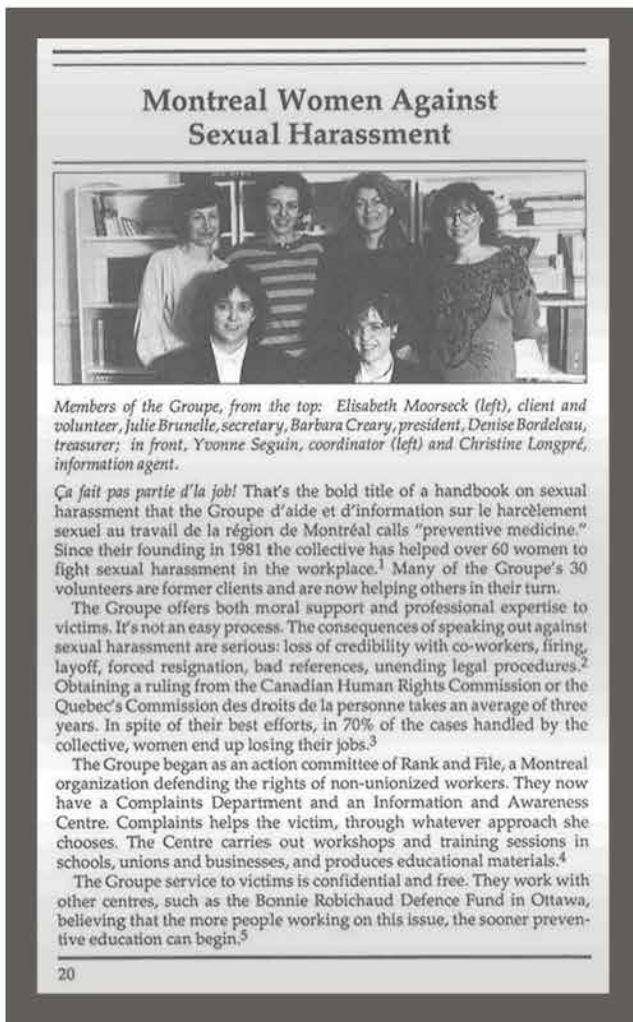 Montreal Women Against
Sexual Harassment
Members of the Groupe, from the top: Elisabeth Moorseck (left), client and
volunteer, Julie Brunelle, secretary, Barbara Creary, president, Denise Bordeleau,
treasurer; in front, Yvonne Seguin, coordinator (left) and Christine Longpré,
information agent.
Ça fait pas partie d'la job! That's the bold title of a handbook on sexual
harassment that the Groupe d'aide et d'information sur le harcèlement
sexuel au travail de la région de Montréal calls "preventive medicine."
Since their founding in 1981 the collective has helped over 60 women to
fight sexual harassment in the workplace.1 Many of the Groupe's 30
volunteers are former clients and are now helping others in their turn.
The Groupe offers both moral support and professional expertise to
victims. It's not an easy process. The consequences of speaking out against
sexual harassment are serious: loss of credibility with co-workers, firing,
layoff, forced resignation, bad references, unending legal procedures.2
Obtaining a ruling from the Canadian Human Rights Commission or the
Quebec's Commission des droits de la personne takes an average of three
years. In spite of their best efforts, in 70% of the cases handled by the
collective, women end up losing their jobs.3
The Groupe began as an action committee of Rank and File, a Montreal
organization defending the rights of non-unionized workers. They now
have a Complaints Department and an Information and Awareness
Centre. Complaints helps the victim, through whatever approach she
chooses. The Centre carries out workshops and training sessions in
schools, unions and businesses, and produces educational materials.4
The Groupe service to victims is confidential and free. They work with
other centres, such as the Bonnie Robichaud Defence Fund in Ottawa,
believing that the more people working on this issue, the sooner preven-
tive education can begin.5
20